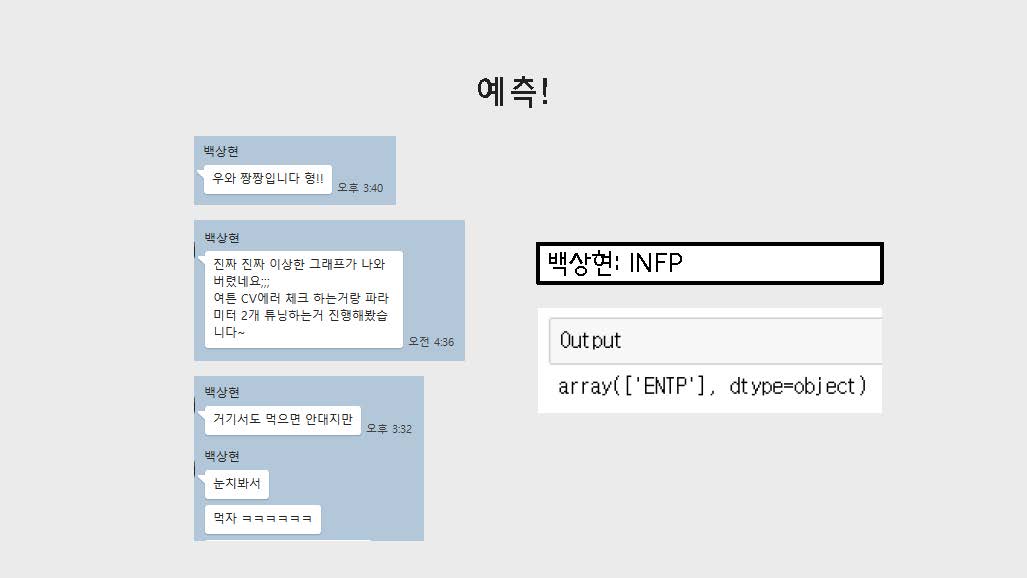 예측!
백상현
우와 짱짱입니다 형!!
오후 3:40
백상현
진짜 진짜 이상한 그래프가 나와
버렸네요;;;
여튼 CV에러 체크 하는거랑 파라
미터 2개 튜닝하는거 진행해봤습
니다~
오전 4:36
백상현
거기서도 먹으면 안대지만
오후 3:32
백상현
눈치봐서
먹자 ㅋㅋㅋㅋㅋㅋ
백상현: INFP
Output
array(['ENTP'], dtype=object)